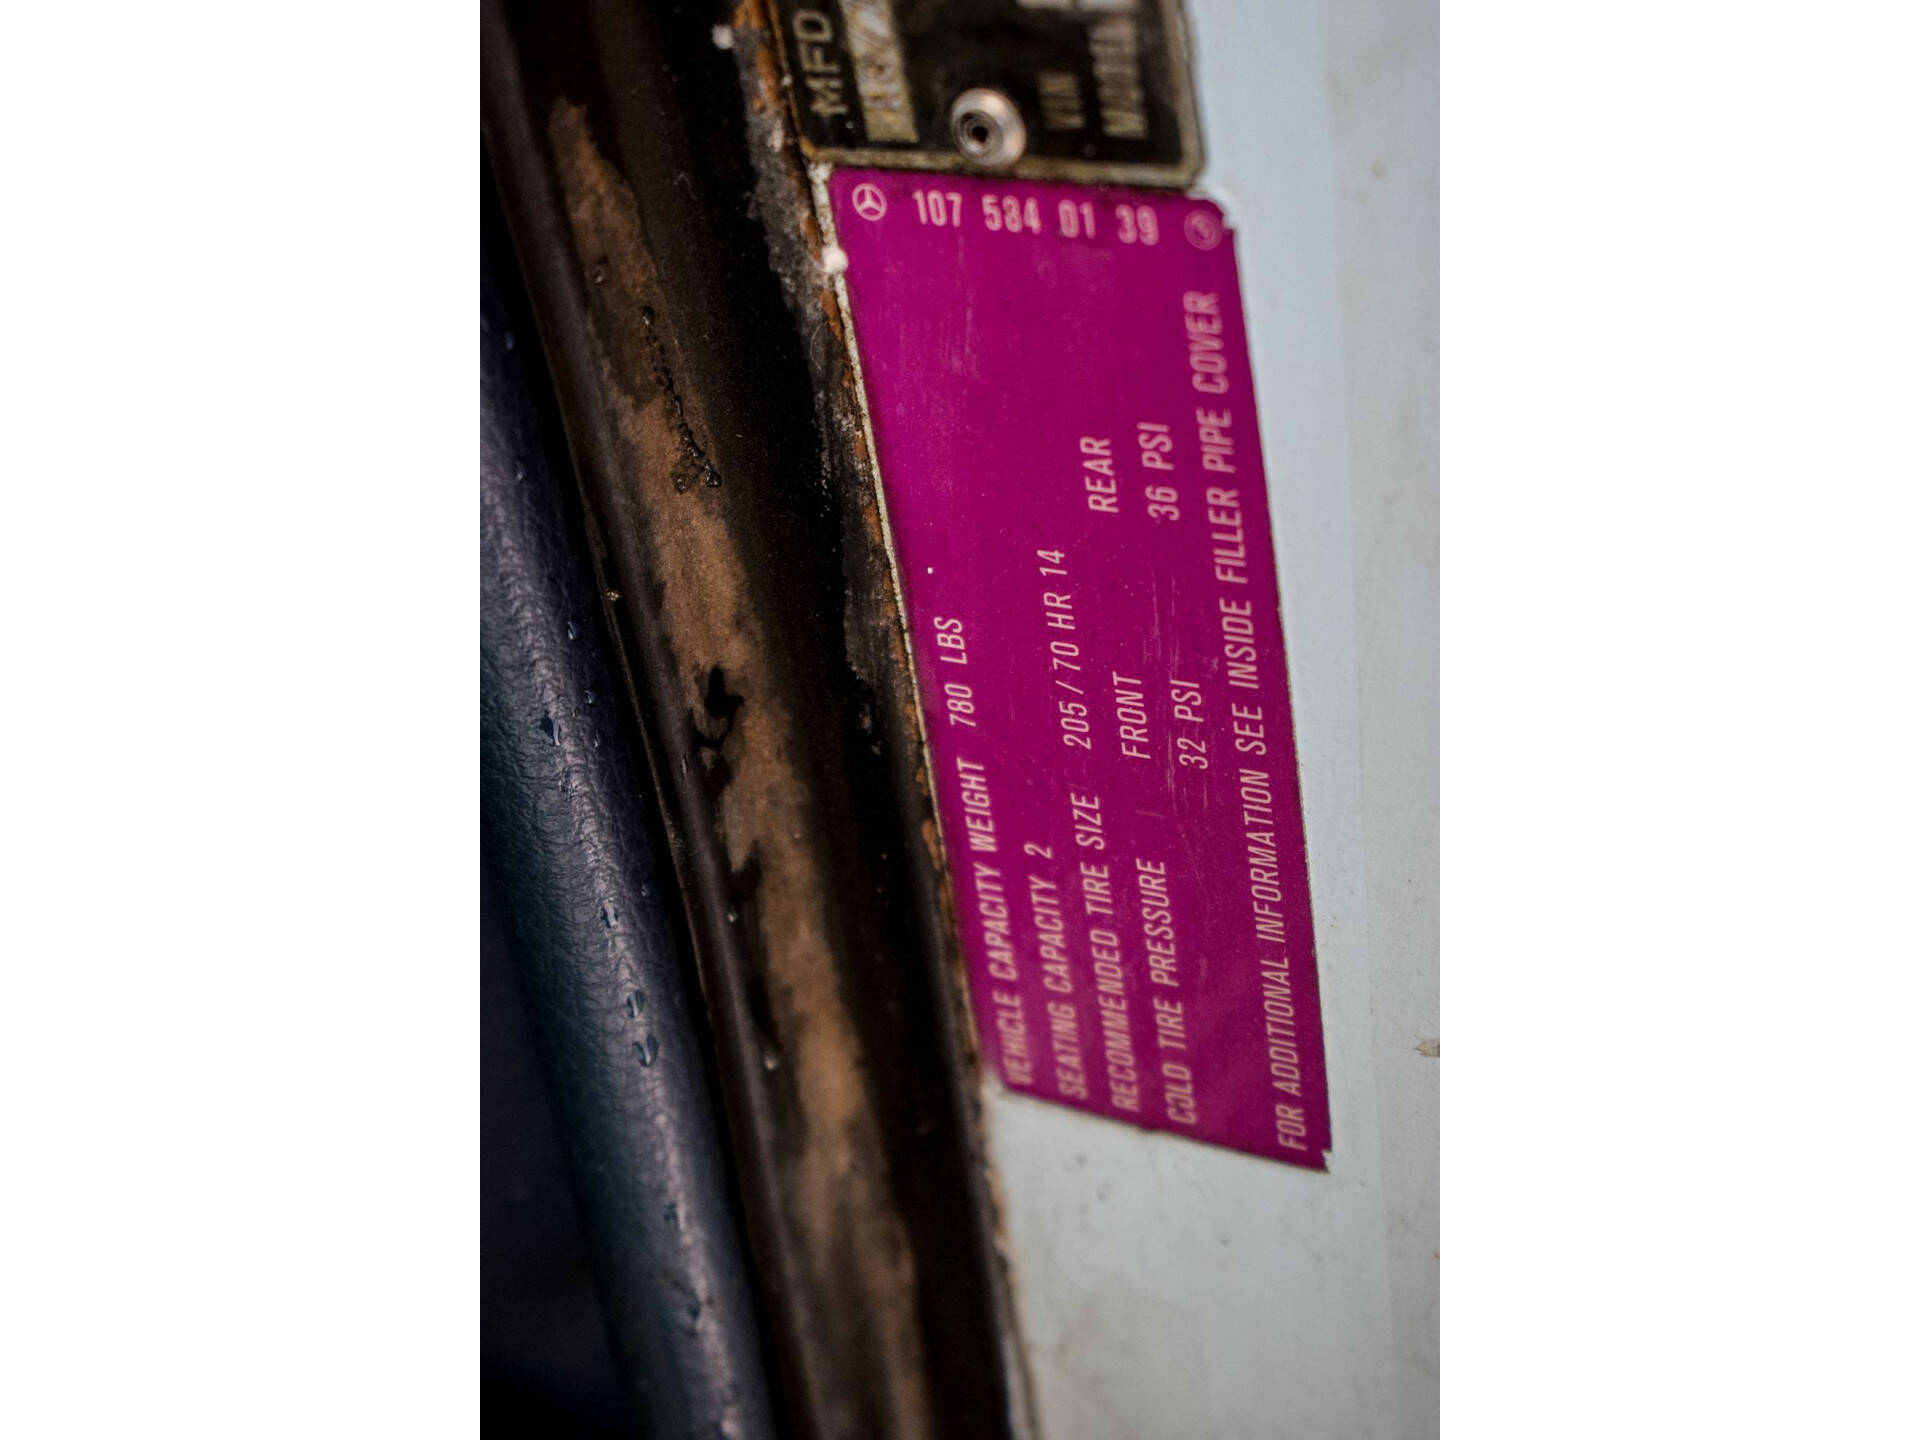 MFD
VIN
107 584 01 39
VEHICLE CAPACITY WEIGHT 780 LBS
SEATING CAPACITY 2
RECOMMENDED TIRE SIZE 205/70 HR 14
FRONT REAR
COLD TIRE PRESSURE 32 PSI 36 PSI
FOR ADDITIONAL INFORMATION SEE INSIDE FILLER PIPE COVER